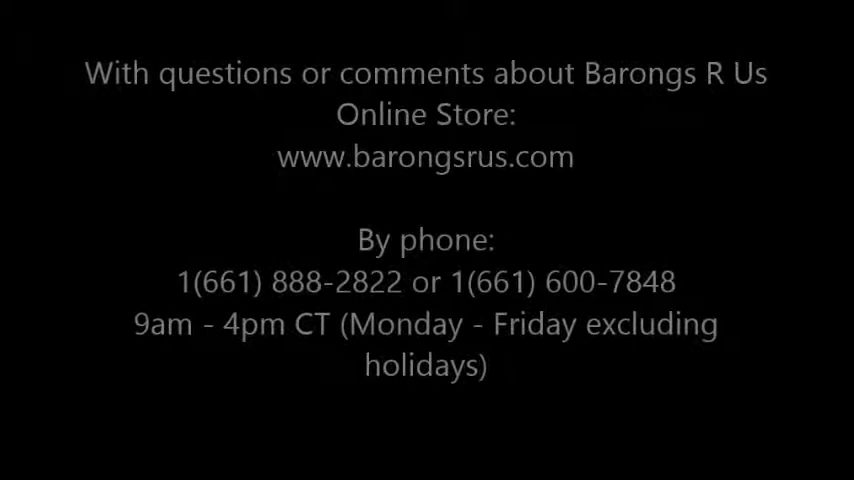 With questions or comments about Barongs R Us
Online Store:
www.barongsrus.com
By phone:
1(661) 888-2822 or 1(661) 600-7848
9am - 4pm CT (Monday - Friday excluding
holidays)